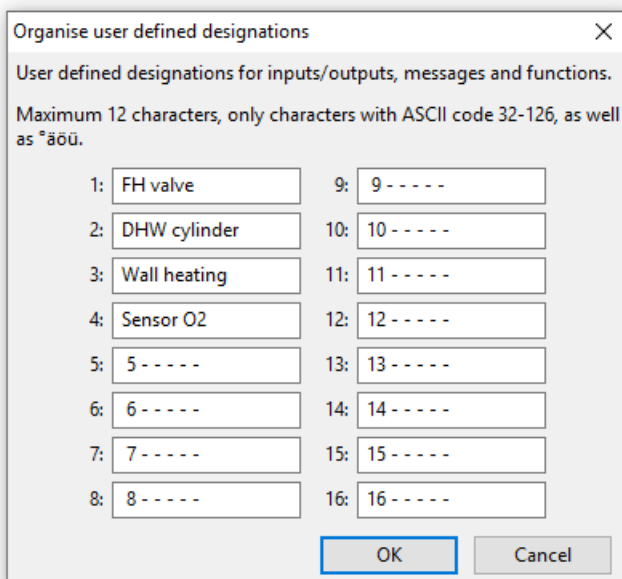 Organise user defined designations
User defined designations for inputs/outputs, messages and functions.
Maximum 12 characters, only characters with ASCII code 32-126, as well
as °äöü.
1: FH valve 9: 9 - - - - -
2: DHW cylinder 10: 10 - - - - -
3: Wall heating 11: 11 - - - - -
4: Sensor O2 12: 12 - - - - -
5: 5 - - - - - 13: 13 - - - - -
6: 6 - - - - - 14: 14 - - - - -
7: 7 - - - - - 15: 15 - - - - -
8: 8 - - - - - 16: 16 - - - - -
OK Cancel